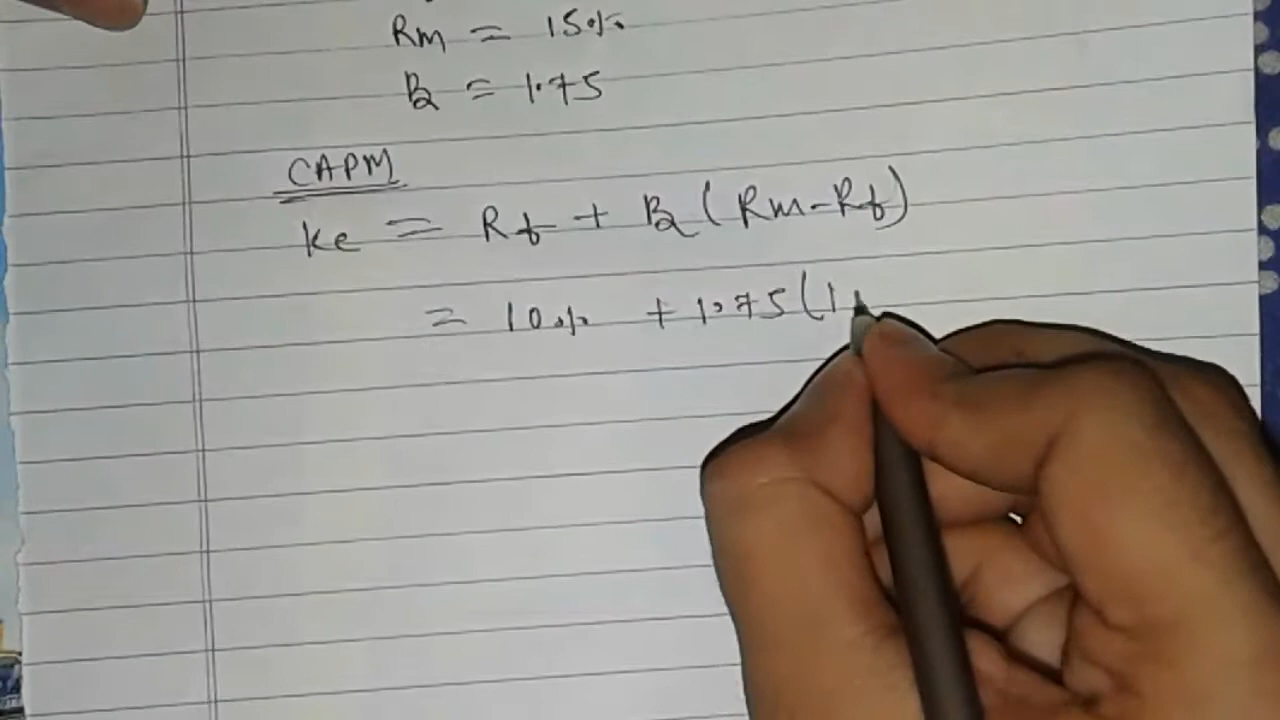 Rm = 15%
B = 1.75
CAPM
ke = Rf + B (Rm-Rf)
= 10% + 1.75 (1